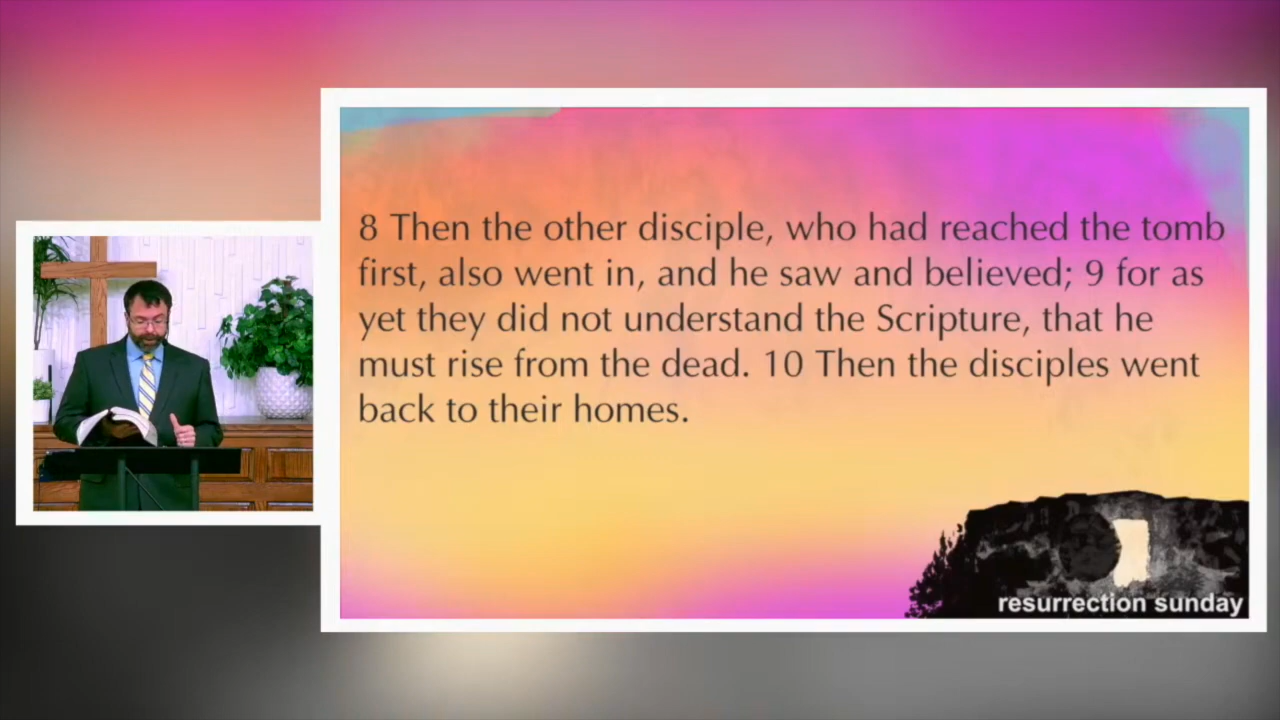 8 Then the other disciple, who had reached the tomb
first, also went in, and he saw and believed; 9 for as
yet they did not understand the Scripture, that he
must rise from the dead. 10 Then the disciples went
back to their homes.
resurrection sunday